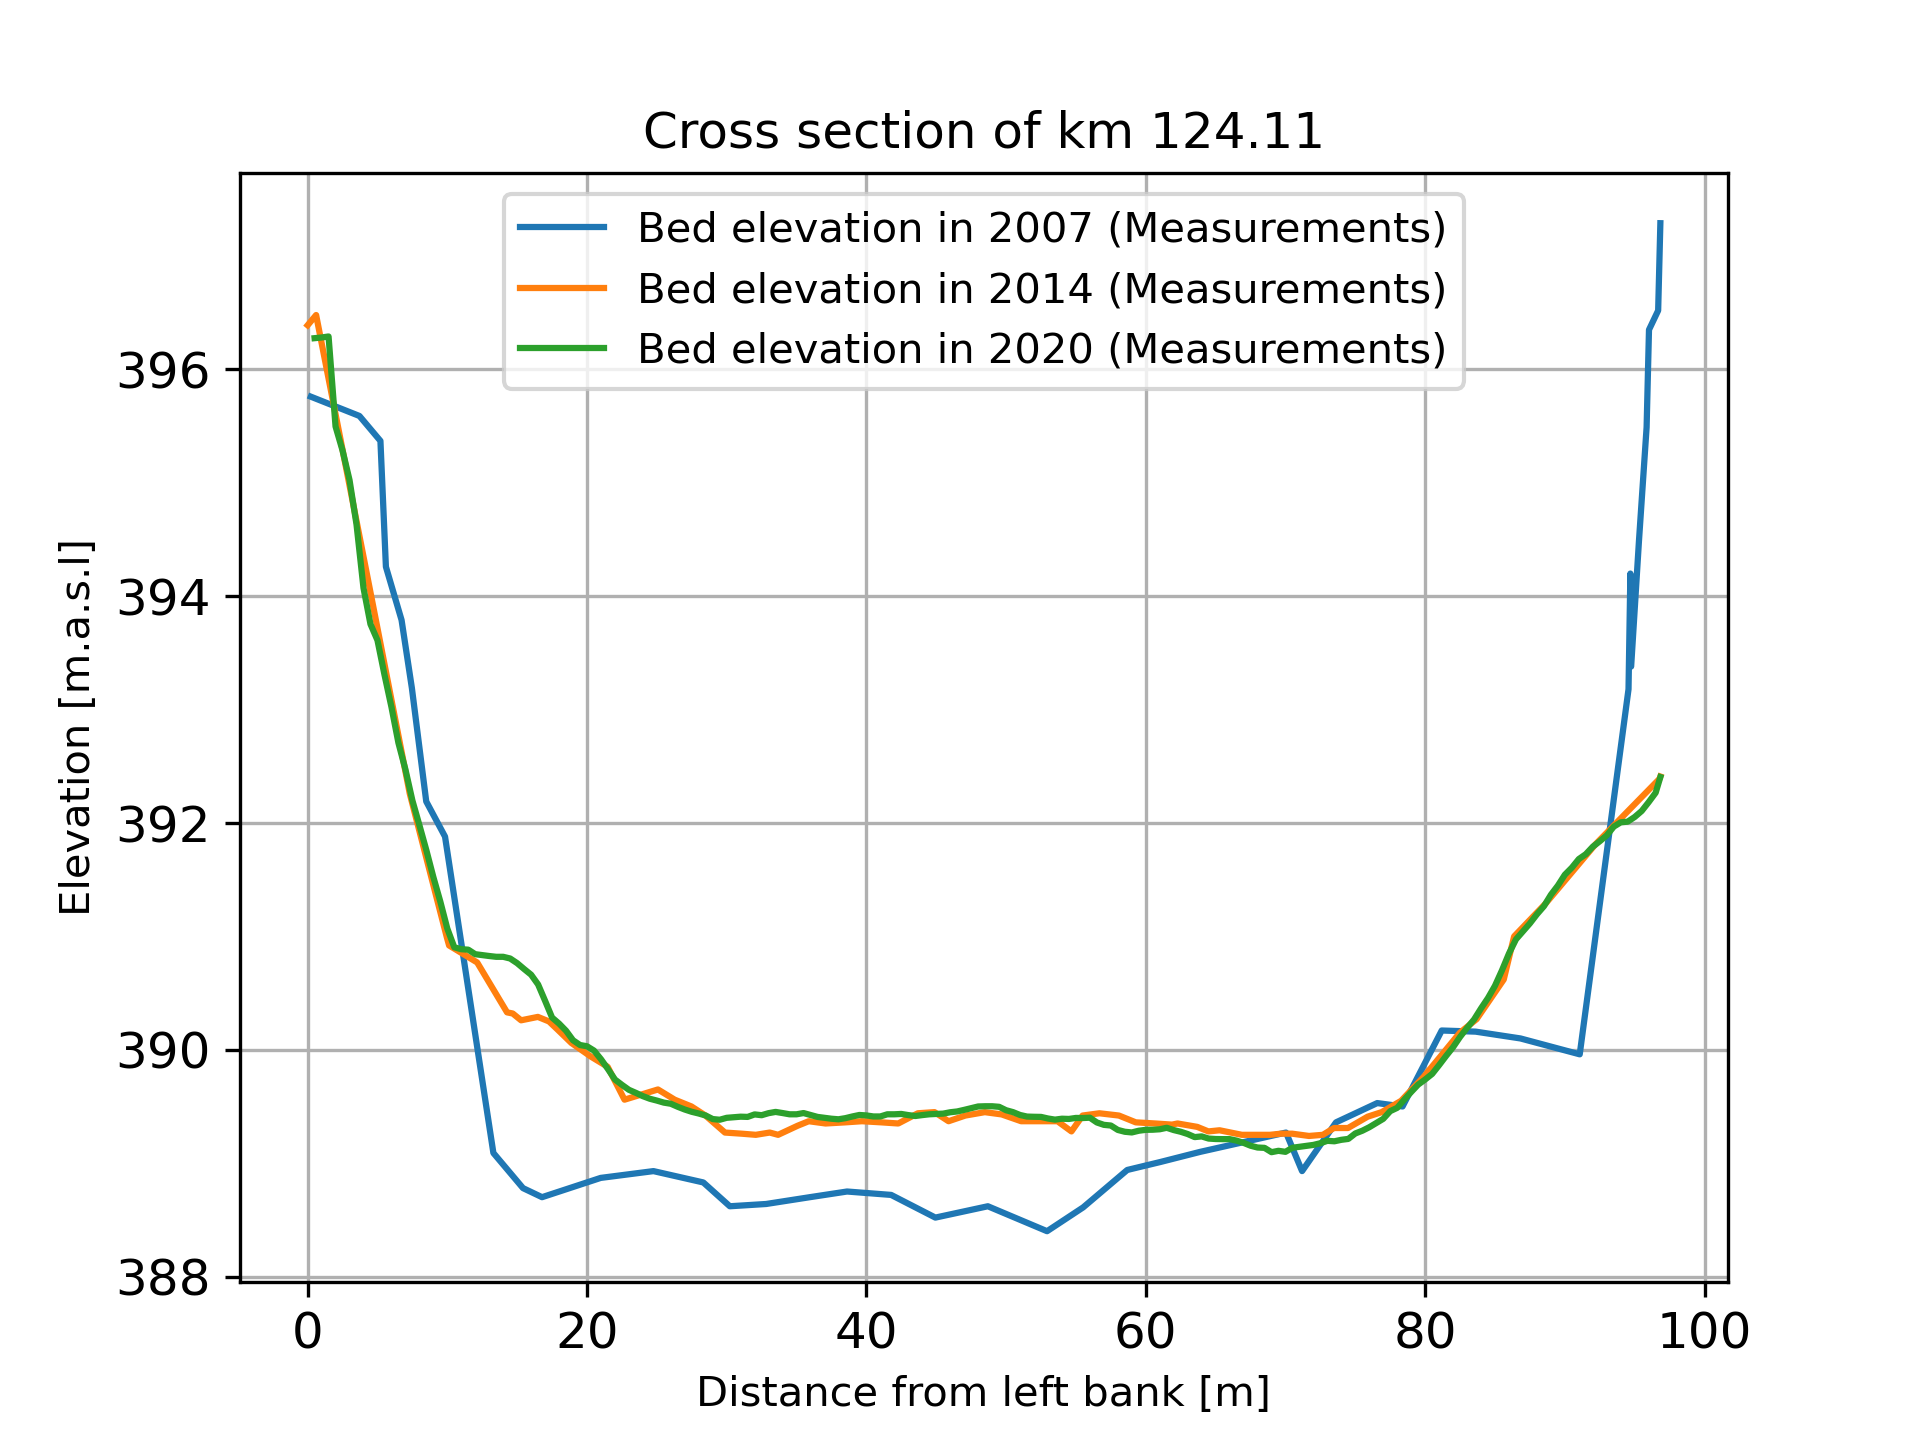 Cross section of km 124.11
Bed elevation in 2007 (Measurements)
Bed elevation in 2014 (Measurements)
Bed elevation in 2020 (Measurements)
Elevation [m.a.s.l]
396
394
392
390
388
0 20 40 60 80 100
Distance from left bank [m]